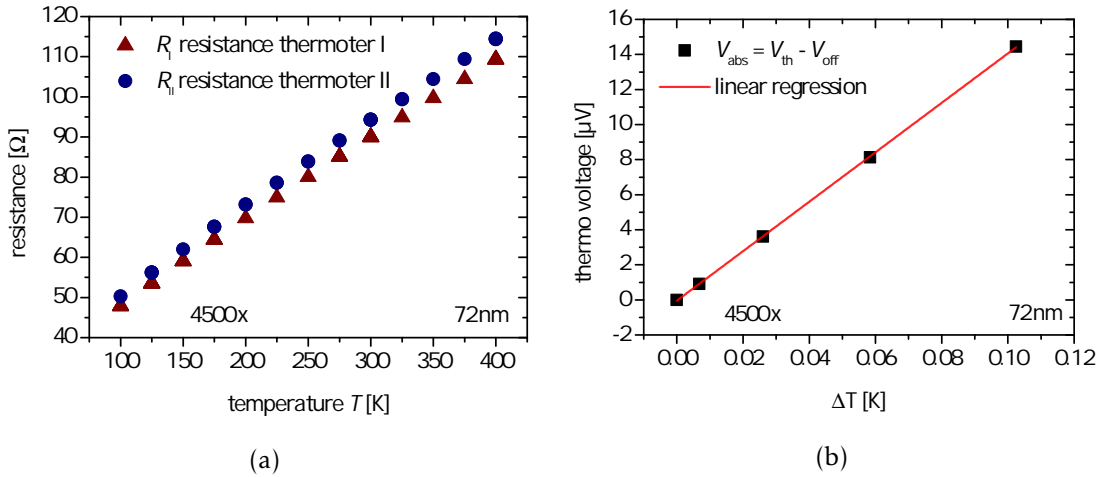 R_I resistance thermoter I
R_II resistance thermoter II
resistance [Ω]
120
110
100
90
80
70
60
50
40
4500x
72nm
100 150 200 250 300 350 400
temperature T [K]
(a)
V_abs = V_th - V_off
linear regression
thermo voltage [µV]
16
14
12
10
8
6
4
2
0
-2
4500x
72nm
0.00 0.02 0.04 0.06 0.08 0.10 0.12
ΔT [K]
(b)